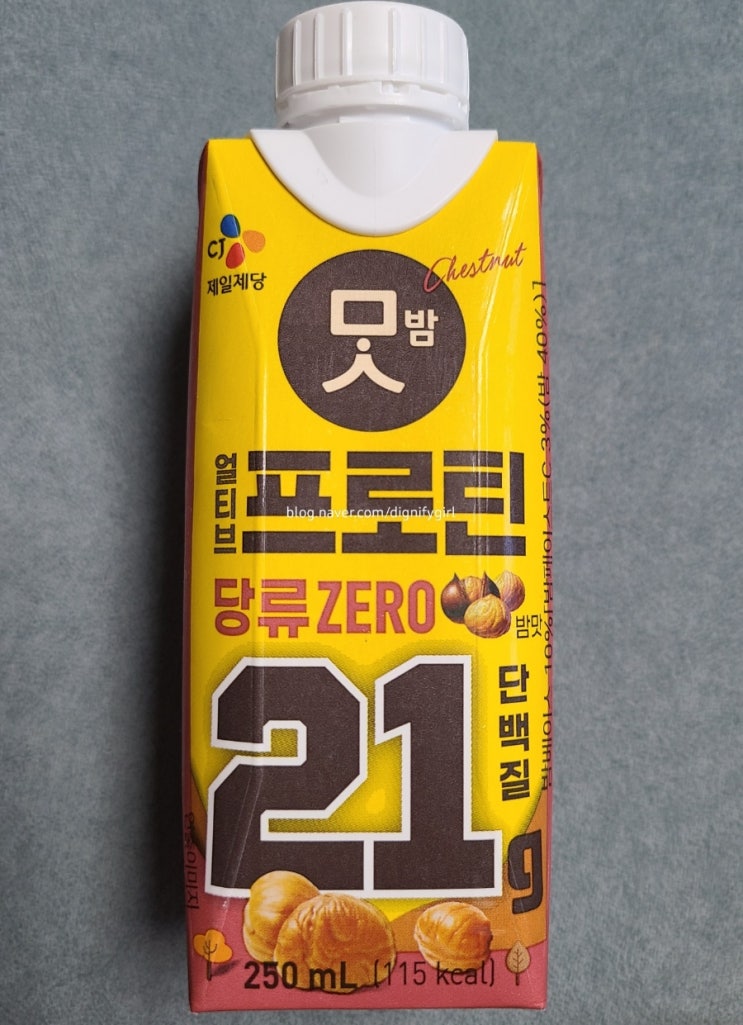 CJ
제일제당
Chestnut
맛밤
얼티브
프로틴
blog.naver.com/dignifygirl
당류 ZERO
밤맛
단백질
21g
250 mL (115 kcal)